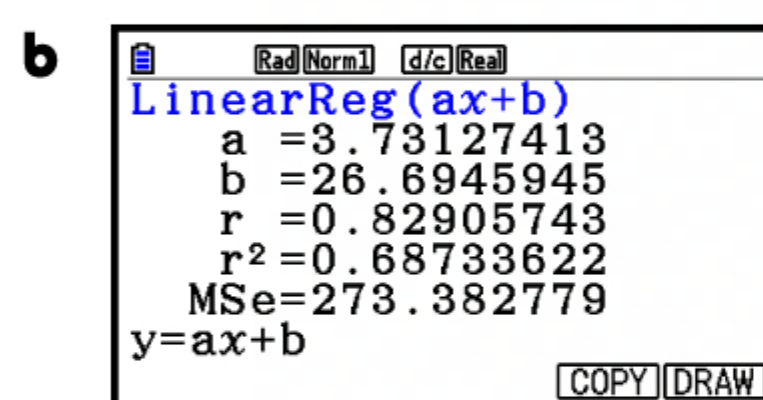 b
Rad Norm1 d/c Real
LinearReg(ax+b)
a =3.73127413
b =26.6945945
r =0.82905743
r²=0.68733622
MSe=273.382779
y=ax+b
COPY DRAW